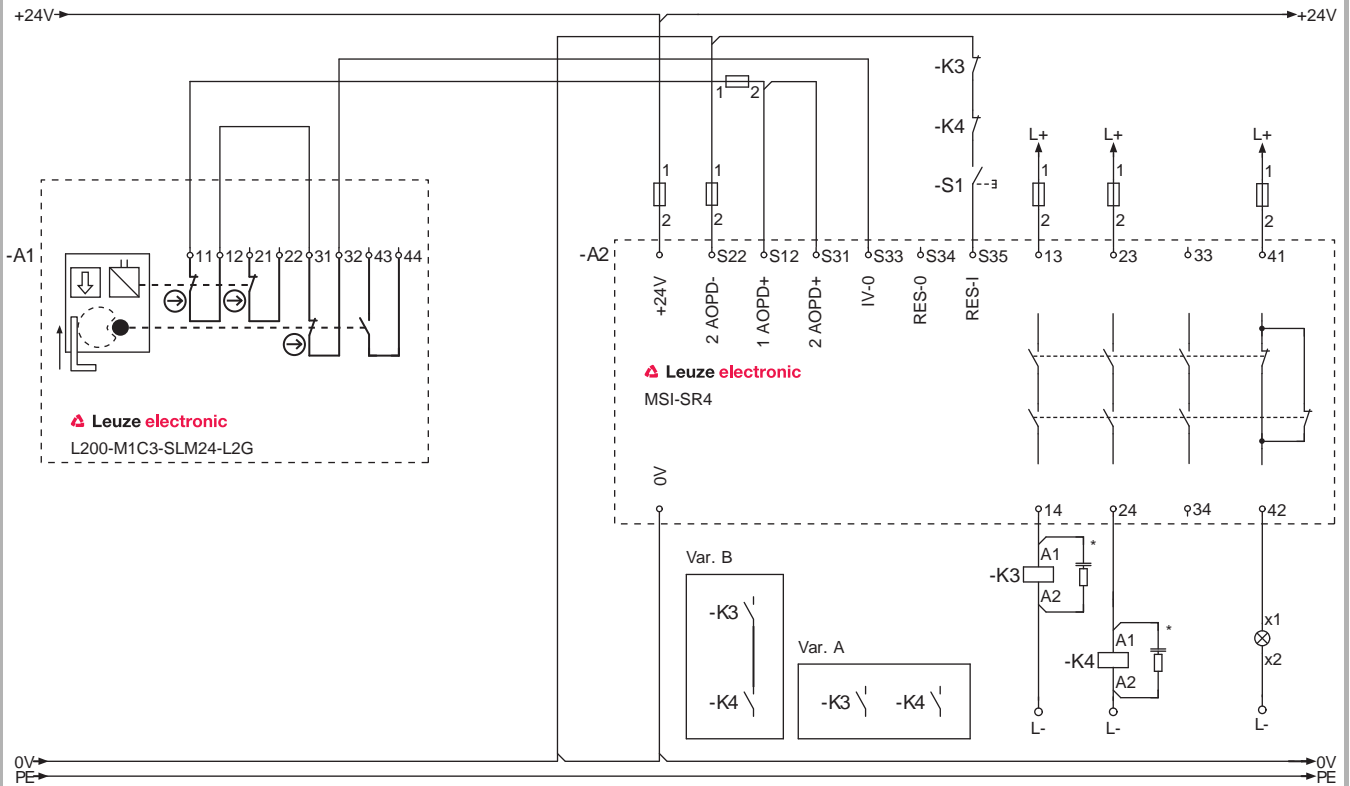 +24V
+24V
-K3
1 2
-K4
L+ L+ L+
1 1 -S1 1 1 1
2 2 2 2 2
-A1 11 12 21 22 31 32 43 44
-A2 S22 S12 S31 S33 S34 S35 13 23 33 41
+24V
2 AOPD-
1 AOPD+
2 AOPD+
IV-0
RES-0
RES-I
Leuze electronic
MSI-SR4
Leuze electronic
L200-M1C3-SLM24-L2G
0V
14 24 34 42
Var. B
-K3
-K4
Var. A
-K3 -K4
-K3 A1 *
A2
-K4 A1 *
A2
x1
x2
L- L- L-
0V 0V
PE PE